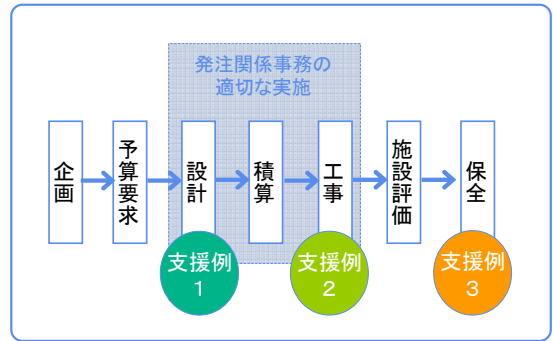 発注関係事務の
適切な実施
企画
予算要求
設計
積算
工事
施設評価
保全
支援例
1
支援例
2
支援例
3